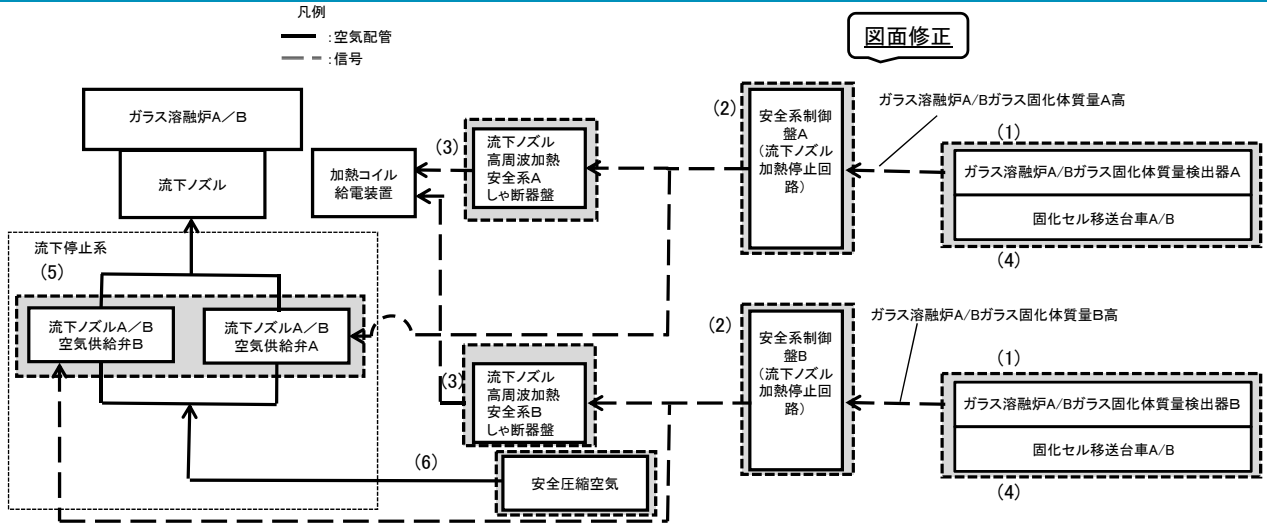 凡例
:空気配管
:信号
図面修正
ガラス溶融炉A/B
流下ノズル
加熱コイル
給電装置
(3)
流下ノズル
高周波加熱
安全系A
しゃ断器盤
(2)
安全系制御
盤A
(流下ノズル
加熱停止回
路)
ガラス溶融炉A/Bガラス固化体質量A高
(1)
ガラス溶融炉A/Bガラス固化体質量検出器A
固化セル移送台車A/B
(4)
流下停止系
(5)
流下ノズルA/B
空気供給弁B
流下ノズルA/B
空気供給弁A
(3)
流下ノズル
高周波加熱
安全系B
しゃ断器盤
(2)
安全系制御
盤B
(流下ノズル
加熱停止回
路)
ガラス溶融炉A/Bガラス固化体質量B高
(1)
ガラス溶融炉A/Bガラス固化体質量検出器B
固化セル移送台車A/B
(4)
(6)
安全圧縮空気